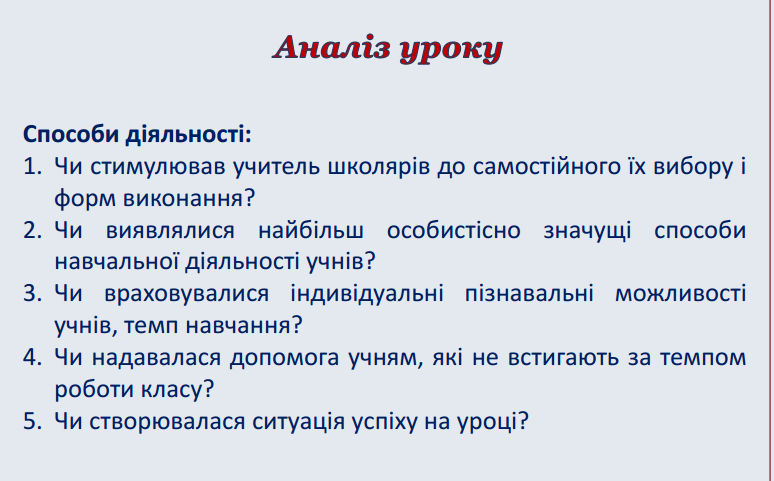 Аналіз уроку
Способи діяльності:
1. Чи стимулював учитель школярів до самостійного їх вибору і
форм виконання?
2. Чи виявлялися найбільш особистісно значущі способи
навчальної діяльності учнів?
3. Чи враховувалися індивідуальні пізнавальні можливості
учнів, темп навчання?
4. Чи надавалася допомога учням, які не встигають за темпом
роботи класу?
5. Чи створювалася ситуація успіху на уроці?